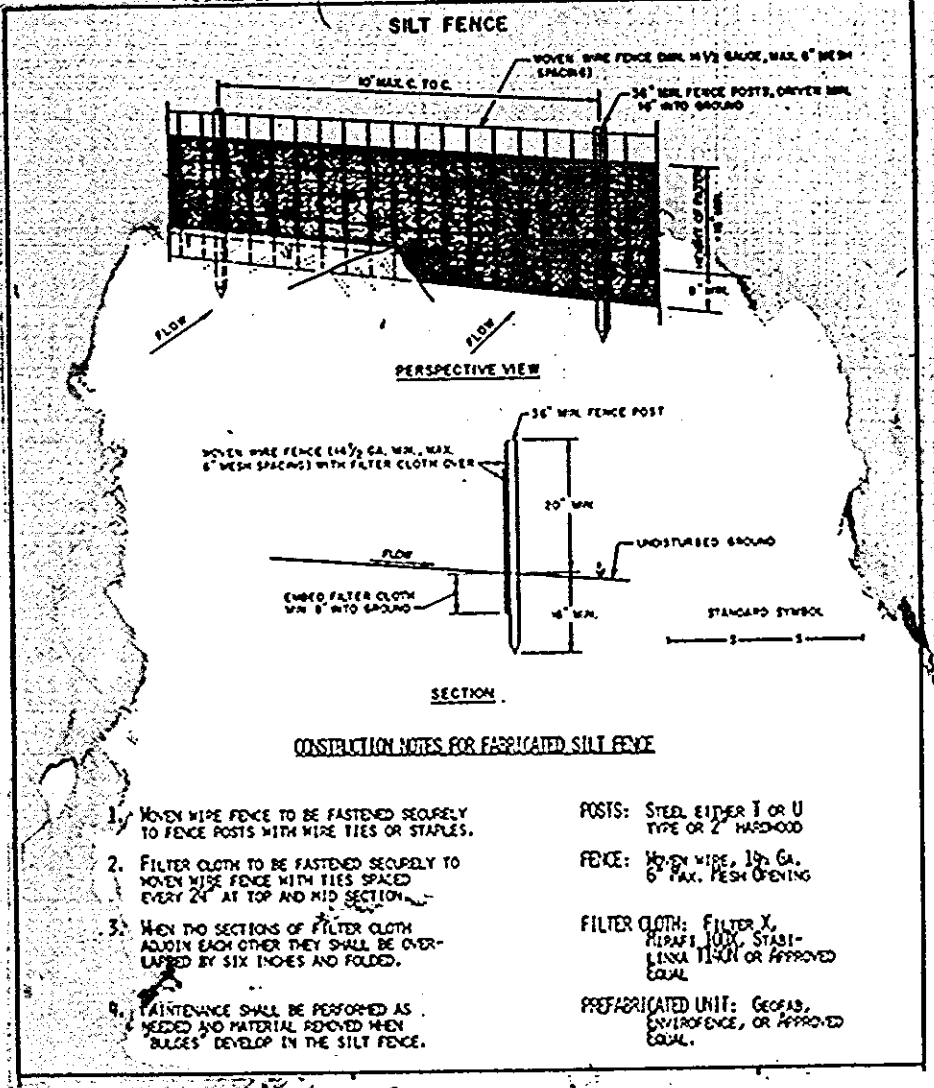 SILT FENCE
WOVEN WIRE FENCE (MIN. 14 1/2 GAUGE, MAX. 6" MESH
SPACING)
10' MAX. C. TO C.
36" MIN. FENCE POSTS, DRIVEN MIN.
16" INTO GROUND
HEIGHT OF FILTER
16" MIN.
8" MIN.
FLOW
FLOW
PERSPECTIVE VIEW
36" MIN. FENCE POST
WOVEN WIRE FENCE (14 1/2 GA. MIN., MAX.
6" MESH SPACING) WITH FILTER CLOTH OVER
20" MIN.
FLOW
UNDISTURBED GROUND
EMBED FILTER CLOTH
MIN 8" INTO GROUND
16" MIN.
STANDARD SYMBOL
S S
SECTION
CONSTRUCTION NOTES FOR FABRICATED SILT FENCE
1. WOVEN WIRE FENCE TO BE FASTENED SECURELY
TO FENCE POSTS WITH WIRE TIES OR STAPLES.
2. FILTER CLOTH TO BE FASTENED SECURELY TO
WOVEN WIRE FENCE WITH TIES SPACED
EVERY 24" AT TOP AND MID SECTION.
3. WHEN TWO SECTIONS OF FILTER CLOTH
ADJOIN EACH OTHER THEY SHALL BE OVER-
LAPPED BY SIX INCHES AND FOLDED.
4. MAINTENANCE SHALL BE PERFORMED AS
NEEDED AND MATERIAL REMOVED WHEN
"BULGES" DEVELOP IN THE SILT FENCE.
POSTS: STEEL EITHER T OR U
TYPE OR 2" HARDWOOD
FENCE: WOVEN WIRE, 14½ GA.
6" MAX. MESH OPENING
FILTER CLOTH: FILTER X,
MIRAFI 100X, STABI-
LINKA T140N OR APPROVED
EQUAL
PREFABRICATED UNIT: GEOFAB,
ENVIROFENCE, OR APPROVED
EQUAL.